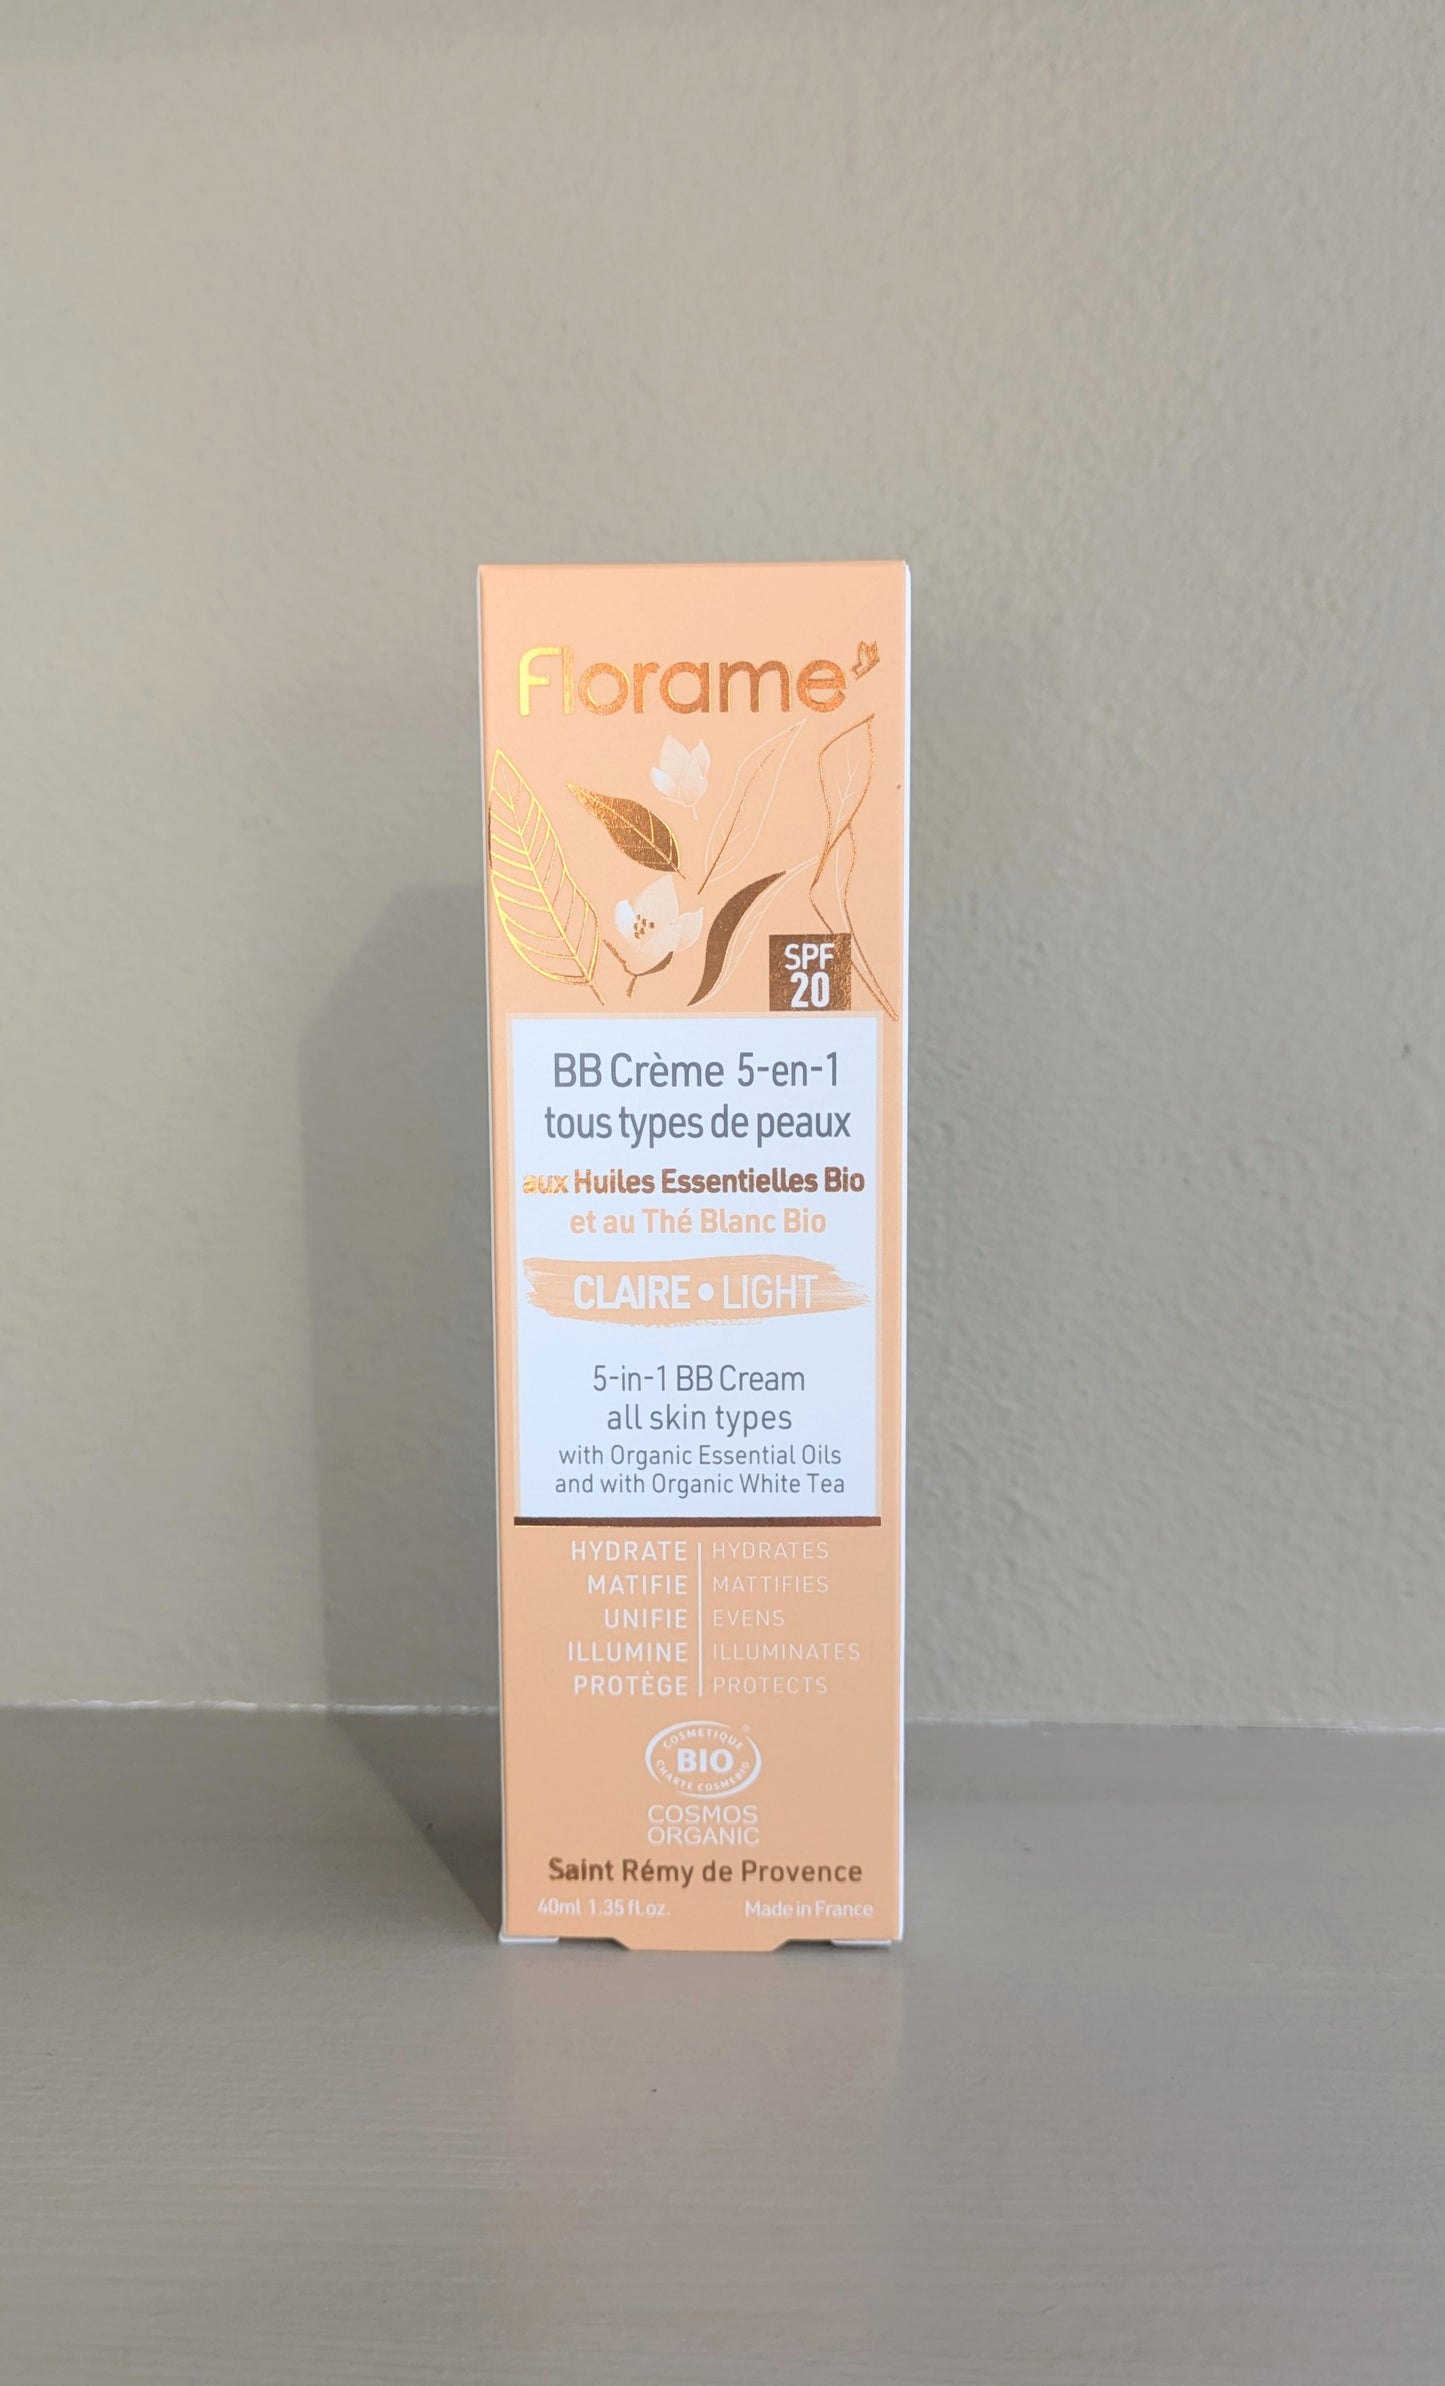 Florame
SPF
20
BB Crème 5-en-1
tous types de peaux
aux Huiles Essentielles Bio
et au Thé Blanc Bio
CLAIRE • LIGHT
5-in-1 BB Cream
all skin types
with Organic Essential Oils
and with Organic White Tea
HYDRATE | HYDRATES
MATIFIE | MATTIFIES
UNIFIE | EVENS
ILLUMINE | ILLUMINATES
PROTÈGE | PROTECTS
COSMETIQUE ®
BIO
CHARTE COSMEBIO
COSMOS
ORGANIC
Saint Rémy de Provence
40ml 1.35 fl.oz. Made in France